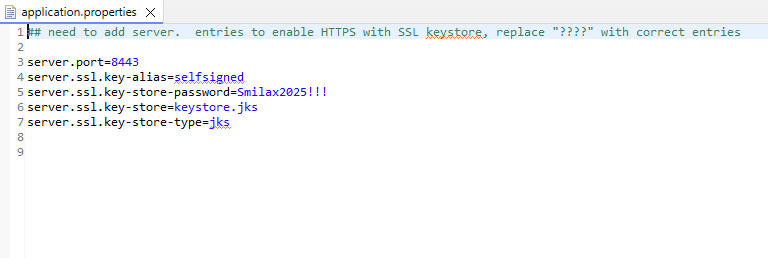 application.properties
1 ## need to add server.  entries to enable HTTPS with SSL keystore, replace "????" with correct entries
2
3 server.port=8443
4 server.ssl.key-alias=selfsigned
5 server.ssl.key-store-password=Smilax2025!!!
6 server.ssl.key-store=keystore.jks
7 server.ssl.key-store-type=jks
8
9